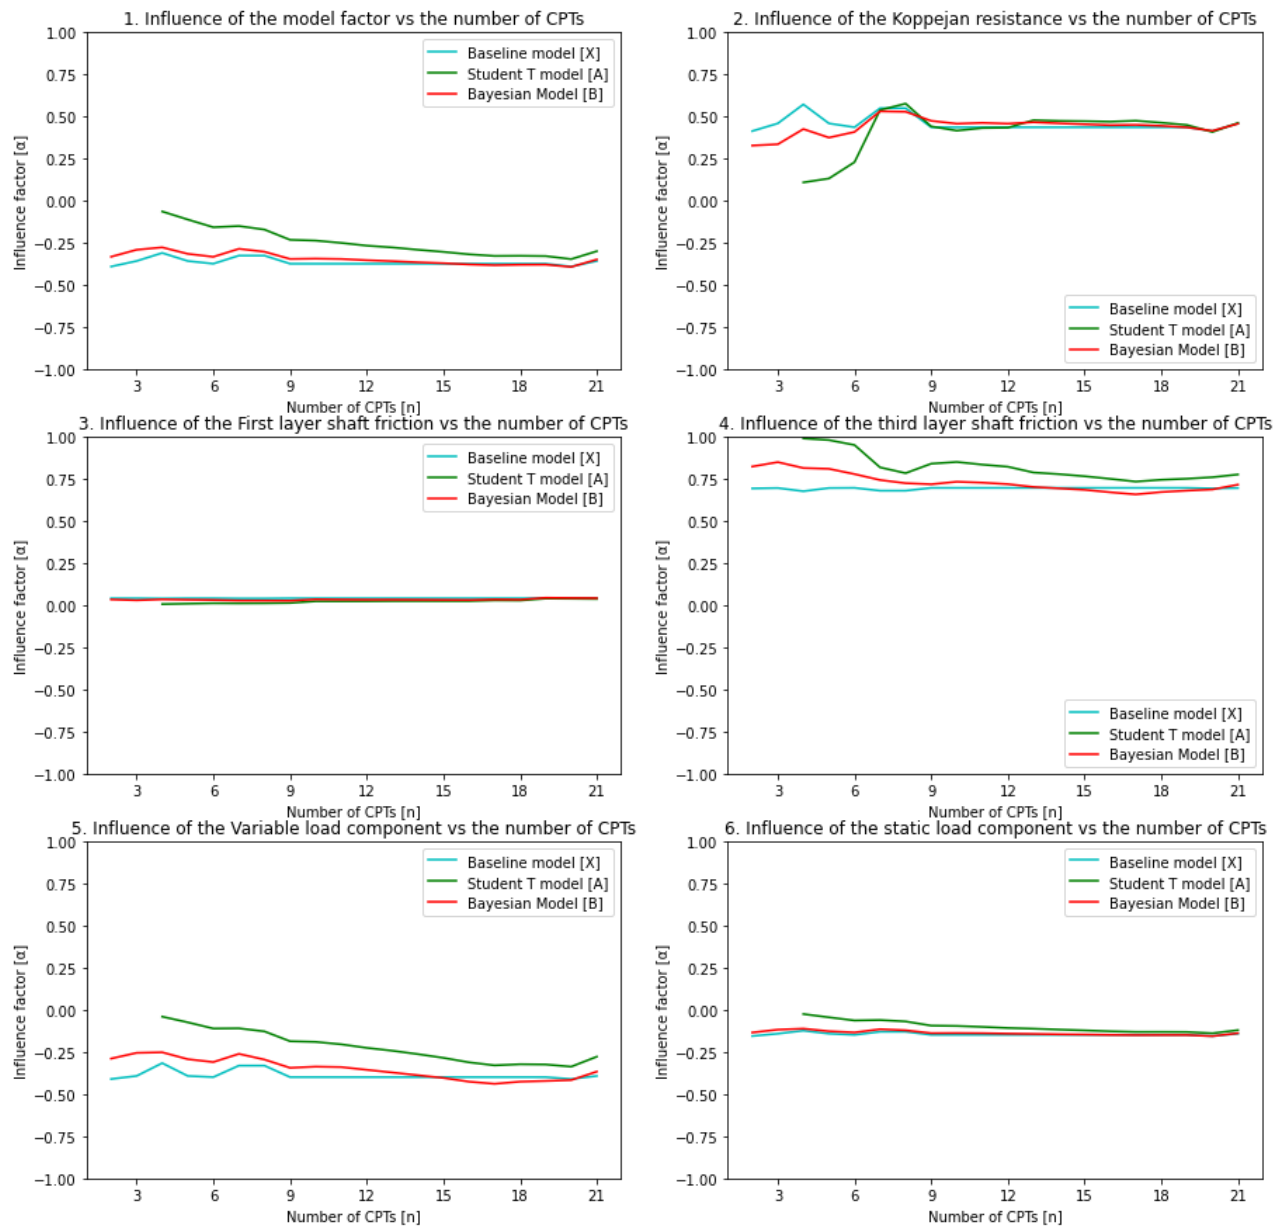 1. Influence of the model factor vs the number of CPTs
1.00
0.75
0.50
0.25
0.00
−0.25
−0.50
−0.75
−1.00
Influence factor [α]
Baseline model [X]
Student T model [A]
Bayesian Model [B]
3 6 9 12 15 18 21
Number of CPTs [n]
2. Influence of the Koppejan resistance vs the number of CPTs
1.00
0.75
0.50
0.25
0.00
−0.25
−0.50
−0.75
−1.00
Influence factor [α]
Baseline model [X]
Student T model [A]
Bayesian Model [B]
3 6 9 12 15 18 21
Number of CPTs [n]
3. Influence of the First layer shaft friction vs the number of CPTs
1.00
0.75
0.50
0.25
0.00
−0.25
−0.50
−0.75
−1.00
Influence factor [α]
Baseline model [X]
Student T model [A]
Bayesian Model [B]
3 6 9 12 15 18 21
Number of CPTs [n]
4. Influence of the third layer shaft friction vs the number of CPTs
1.00
0.75
0.50
0.25
0.00
−0.25
−0.50
−0.75
−1.00
Influence factor [α]
Baseline model [X]
Student T model [A]
Bayesian Model [B]
3 6 9 12 15 18 21
Number of CPTs [n]
5. Influence of the Variable load component vs the number of CPTs
1.00
0.75
0.50
0.25
0.00
−0.25
−0.50
−0.75
−1.00
Influence factor [α]
Baseline model [X]
Student T model [A]
Bayesian Model [B]
3 6 9 12 15 18 21
Number of CPTs [n]
6. Influence of the static load component vs the number of CPTs
1.00
0.75
0.50
0.25
0.00
−0.25
−0.50
−0.75
−1.00
Influence factor [α]
Baseline model [X]
Student T model [A]
Bayesian Model [B]
3 6 9 12 15 18 21
Number of CPTs [n]